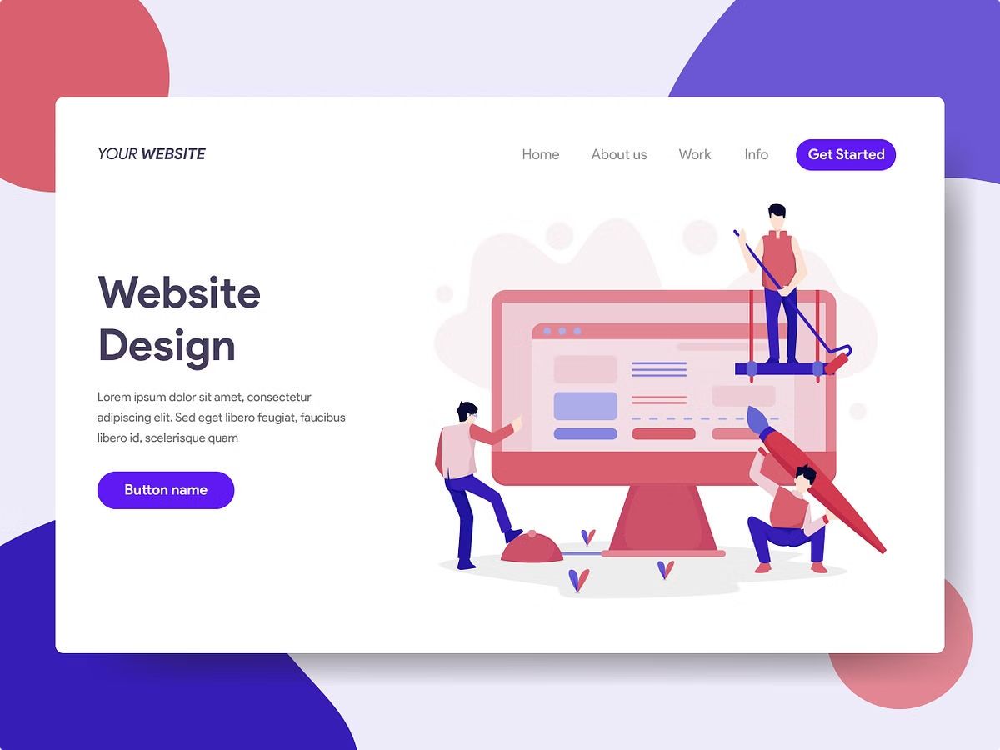 YOUR WEBSITE
Home About us Work Info Get Started
Website
Design
Lorem ipsum dolor sit amet, consectetur
adipiscing elit. Sed eget libero feugiat, faucibus
libero id, scelerisque quam
Button name